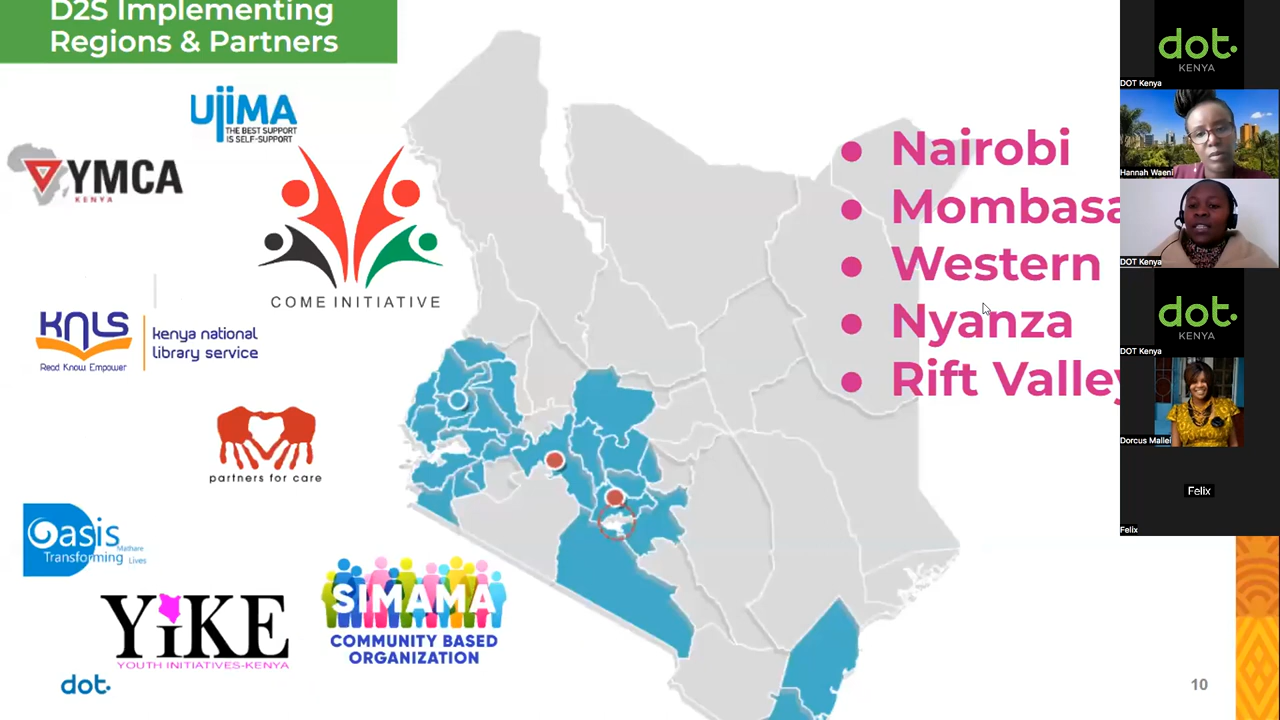 D2S Implementing
Regions & Partners
UJIMA
THE BEST SUPPORT
IS SELF-SUPPORT
YMCA
KENYA
COME INITIATIVE
KNLS
kenya national
library service
Read Know Empower
partners for care
Oasis
Mathare
Transforming Lives
YiKE
YOUTH INITIATIVES-KENYA
SIMAMA
COMMUNITY BASED
ORGANIZATION
dot.
• Nairobi
• Mombasa
• Western
• Nyanza
• Rift Valley
10
dot.
KENYA
DOT Kenya
Hannah Waeni
DOT Kenya
dot.
KENYA
DOT Kenya
Dorcus Mallei
Felix
Felix